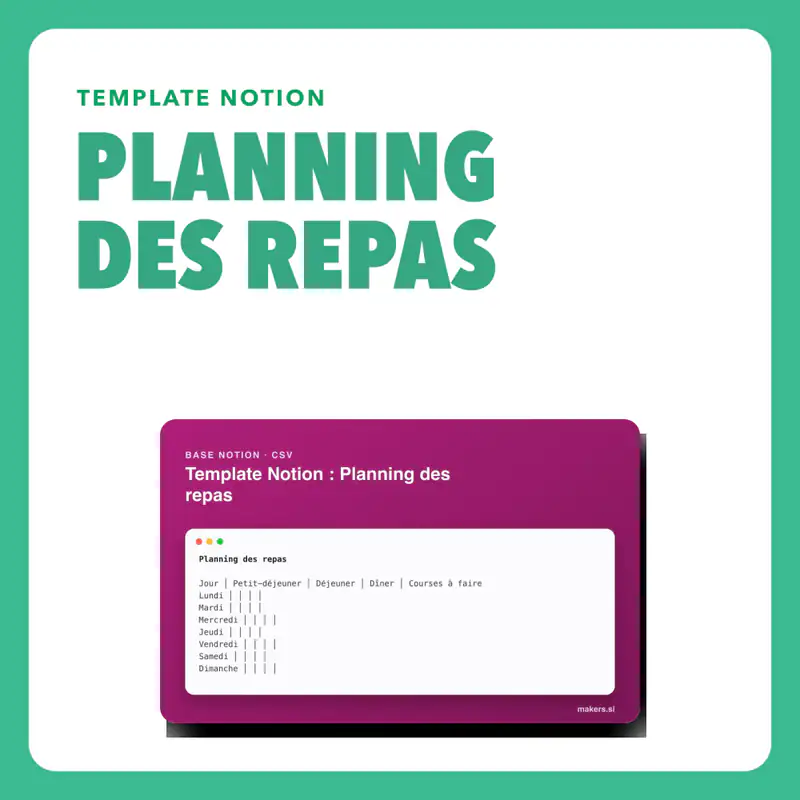 TEMPLATE NOTION
PLANNING
DES REPAS
BASE NOTION · CSV
Template Notion : Planning des
repas
Planning des repas
Jour | Petit-déjeuner | Déjeuner | Dîner | Courses à faire
Lundi | | | |
Mardi | | | |
Mercredi | | | |
Jeudi | | | |
Vendredi | | | |
Samedi | | | |
Dimanche | | | |
makers.si